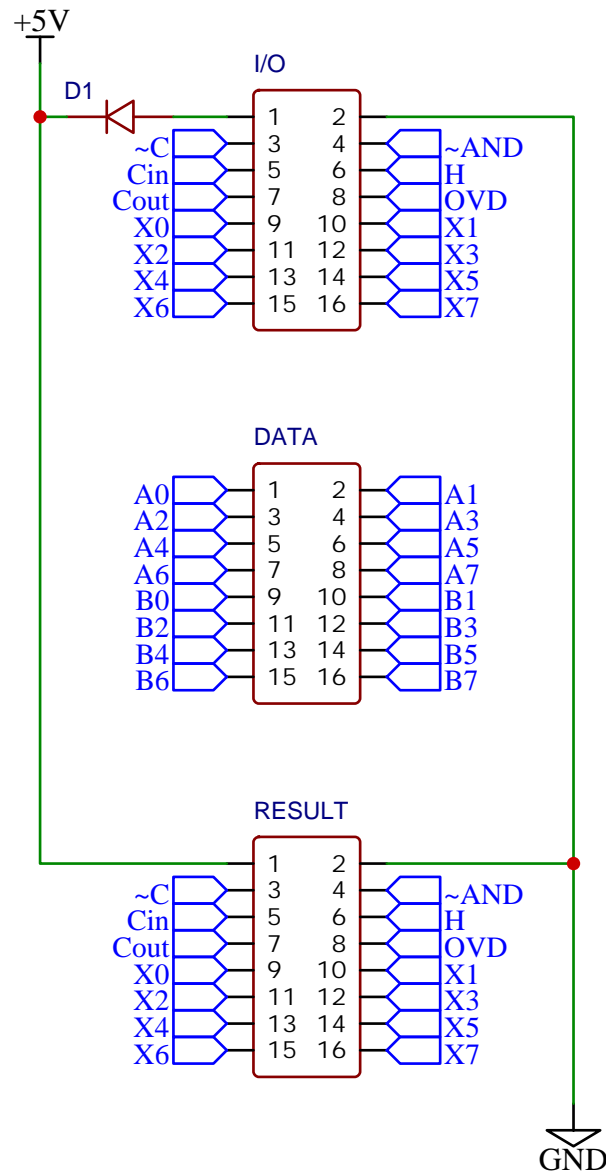 +5V
I/O
D1
1 2
~C 3 4 ~AND
Cin 5 6 H
Cout 7 8 OVD
X0 9 10 X1
X2 11 12 X3
X4 13 14 X5
X6 15 16 X7
DATA
A0 1 2 A1
A2 3 4 A3
A4 5 6 A5
A6 7 8 A7
B0 9 10 B1
B2 11 12 B3
B4 13 14 B5
B6 15 16 B7
RESULT
1 2
~C 3 4 ~AND
Cin 5 6 H
Cout 7 8 OVD
X0 9 10 X1
X2 11 12 X3
X4 13 14 X5
X6 15 16 X7
GND